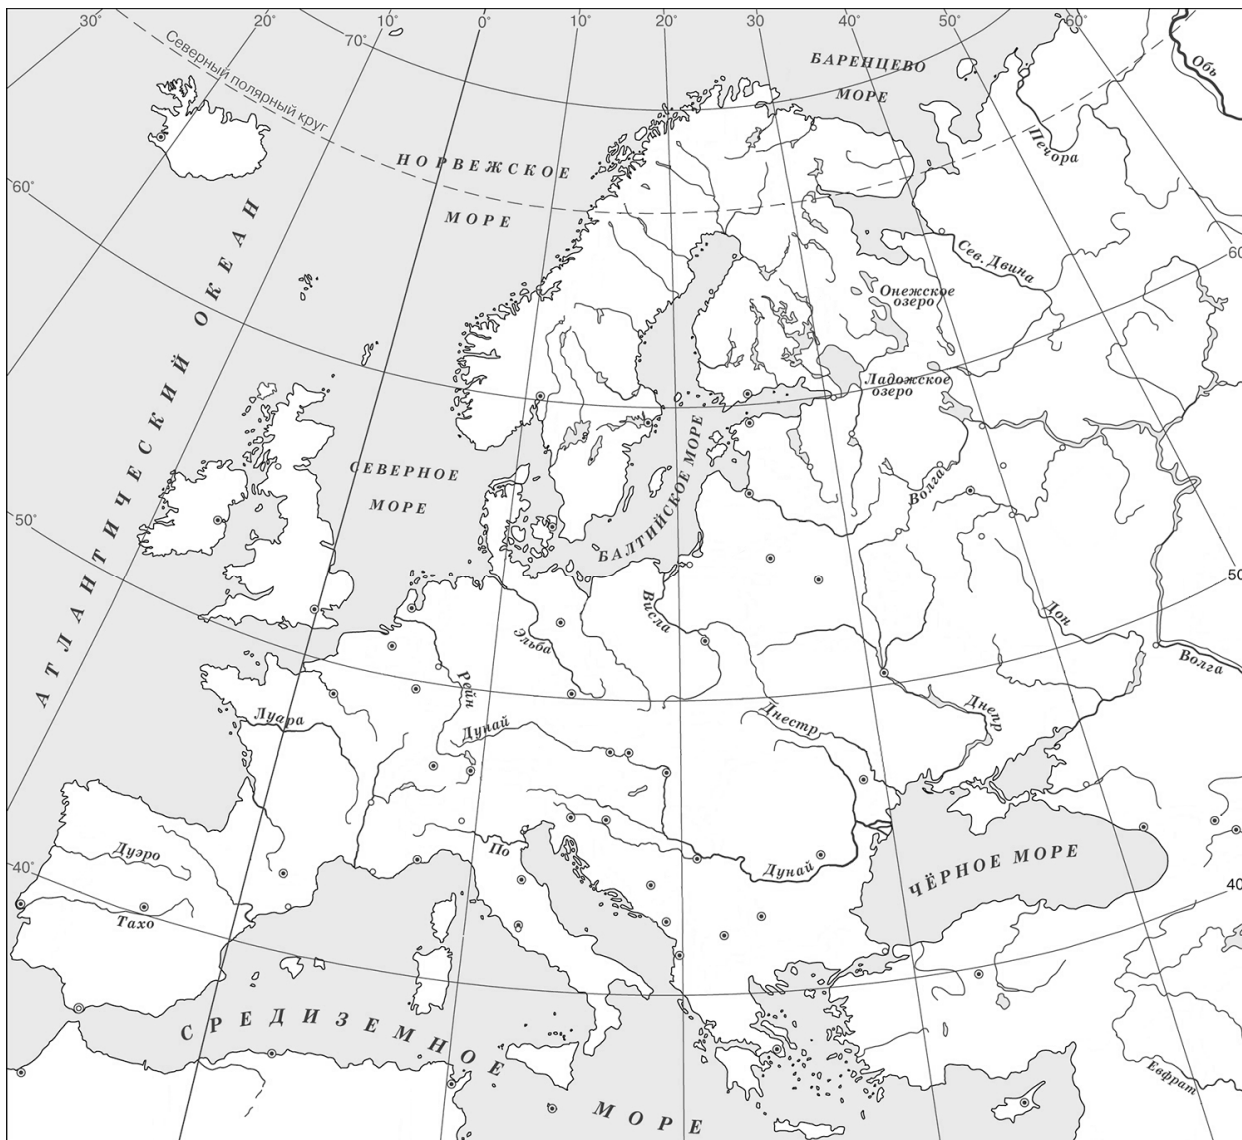 30°
20°
10°
0°
10°
20°
30
40°
50°
60°
70°
Северный полярный круг
БАРЕНЦЕВО
МОРЕ
Обь
Печора
НОРВЕЖСКОЕ
МОРЕ
60°
60
АТЛАНТИЧЕСКИЙ ОКЕАН
Сев. Двина
Онежское
озеро
Ладожское
озеро
СЕВЕРНОЕ
МОРЕ
БАЛТИЙСКОЕ МОРЕ
Волга
50°
50
Висла
Эльба
Дон
Волга
Рейн
Луара
Дунай
Днестр
Днепр
40°
40
Дуэро
Тахо
По
Дунай
ЧЁРНОЕ МОРЕ
СРЕДИЗЕМНОЕ
МОРЕ
Евфрат